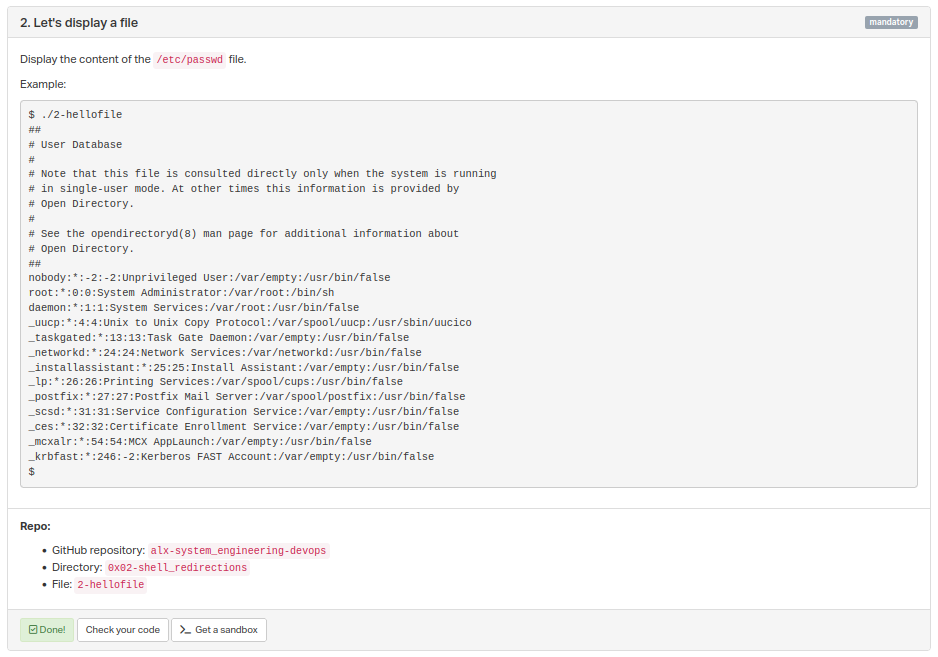 2. Let's display a file
mandatory
Display the content of the /etc/passwd file.
Example:
$ ./2-hellofile
##
# User Database
#
# Note that this file is consulted directly only when the system is running
# in single-user mode. At other times this information is provided by
# Open Directory.
#
# See the opendirectoryd(8) man page for additional information about
# Open Directory.
##
nobody:*:-2:-2:Unprivileged User:/var/empty:/usr/bin/false
root:*:0:0:System Administrator:/var/root:/bin/sh
daemon:*:1:1:System Services:/var/root:/usr/bin/false
_uucp:*:4:4:Unix to Unix Copy Protocol:/var/spool/uucp:/usr/sbin/uucico
_taskgated:*:13:13:Task Gate Daemon:/var/empty:/usr/bin/false
_networkd:*:24:24:Network Services:/var/networkd:/usr/bin/false
_installassistant:*:25:25:Install Assistant:/var/empty:/usr/bin/false
_lp:*:26:26:Printing Services:/var/spool/cups:/usr/bin/false
_postfix:*:27:27:Postfix Mail Server:/var/spool/postfix:/usr/bin/false
_scsd:*:31:31:Service Configuration Service:/var/empty:/usr/bin/false
_ces:*:32:32:Certificate Enrollment Service:/var/empty:/usr/bin/false
_mcxalr:*:54:54:MCX AppLaunch:/var/empty:/usr/bin/false
_krbfast:*:246:-2:Kerberos FAST Account:/var/empty:/usr/bin/false
$
Repo:
• GitHub repository: alx-system_engineering-devops
• Directory: 0x02-shell_redirections
• File: 2-hellofile
Done! Check your code >_ Get a sandbox